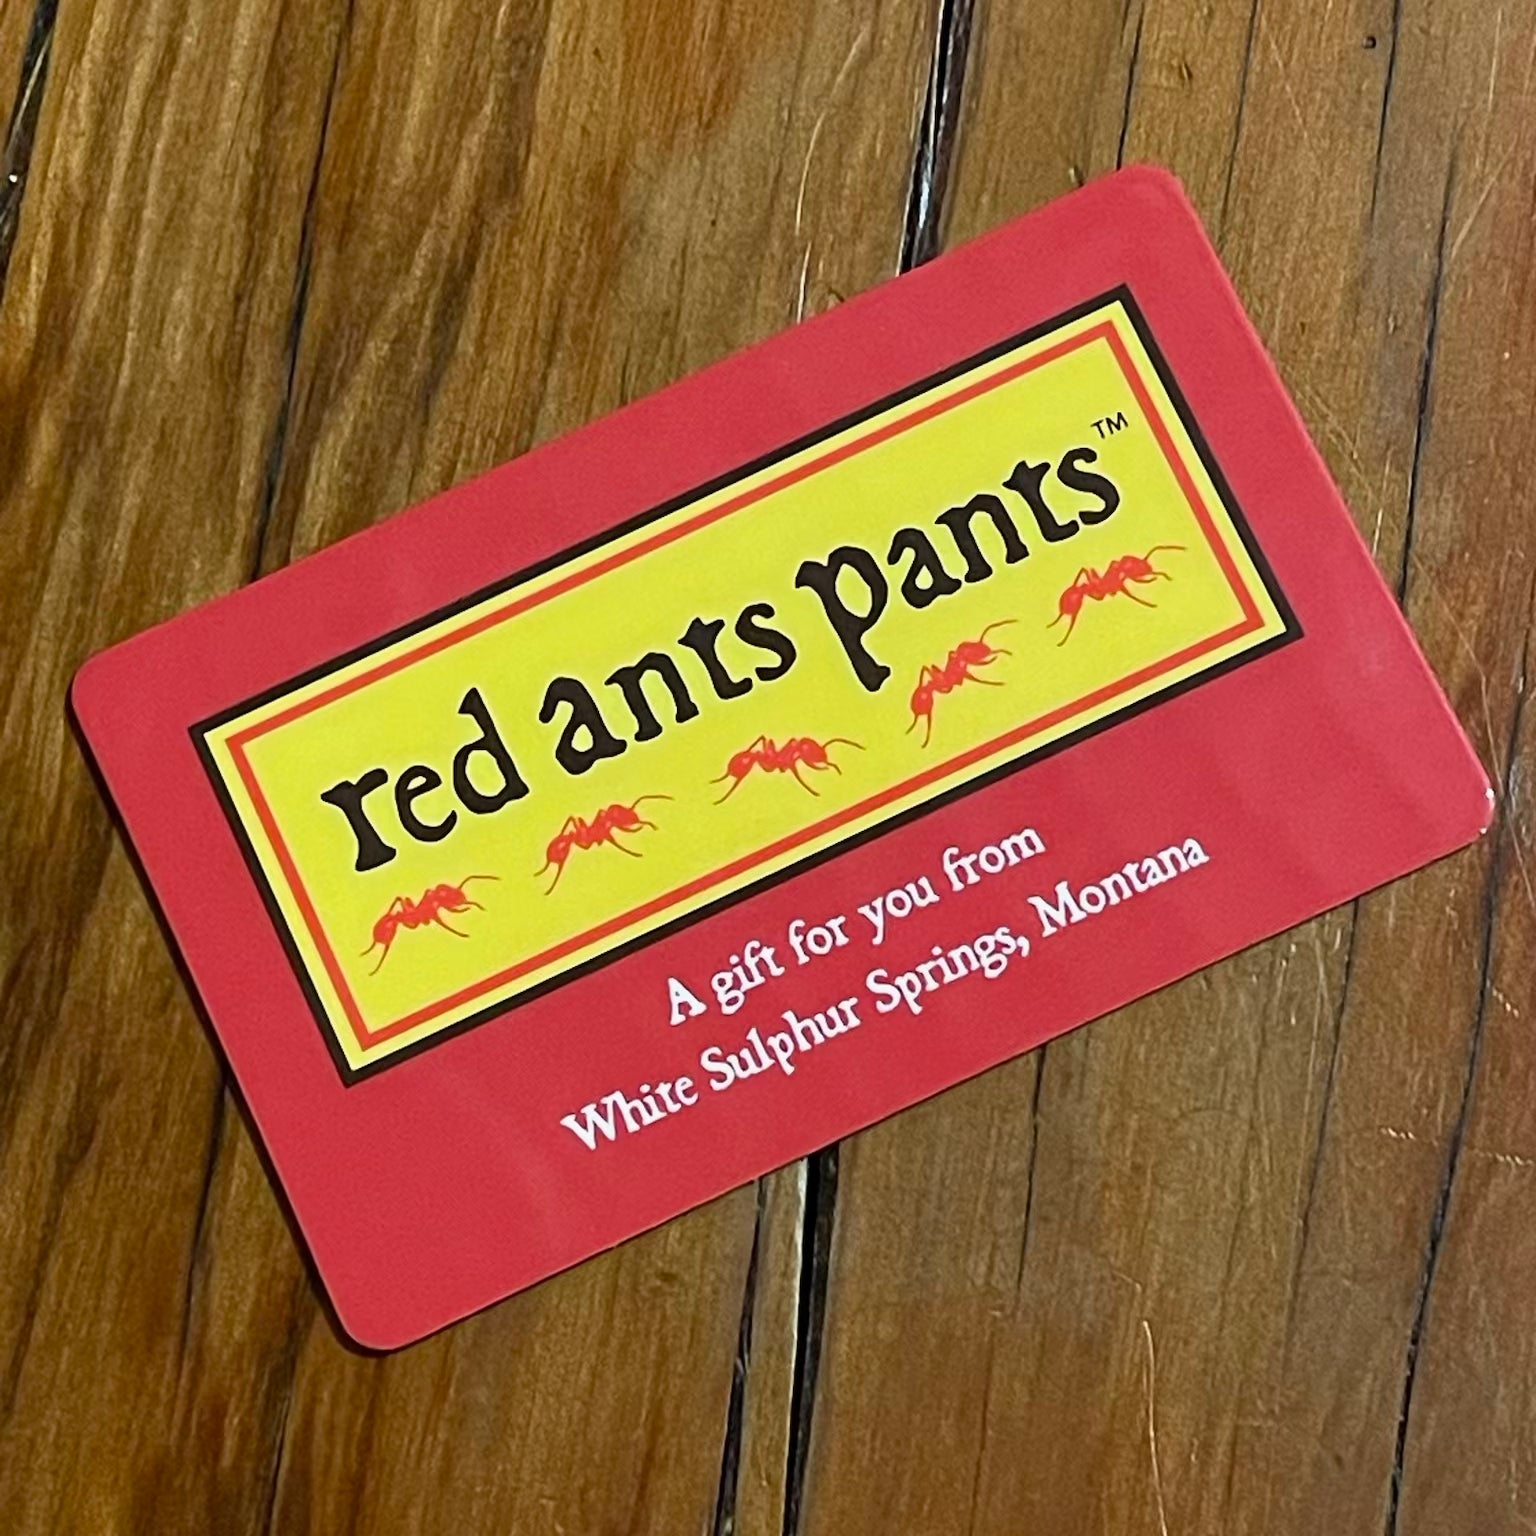 red ants pants™
A gift for you from
White Sulphur Springs, Montana